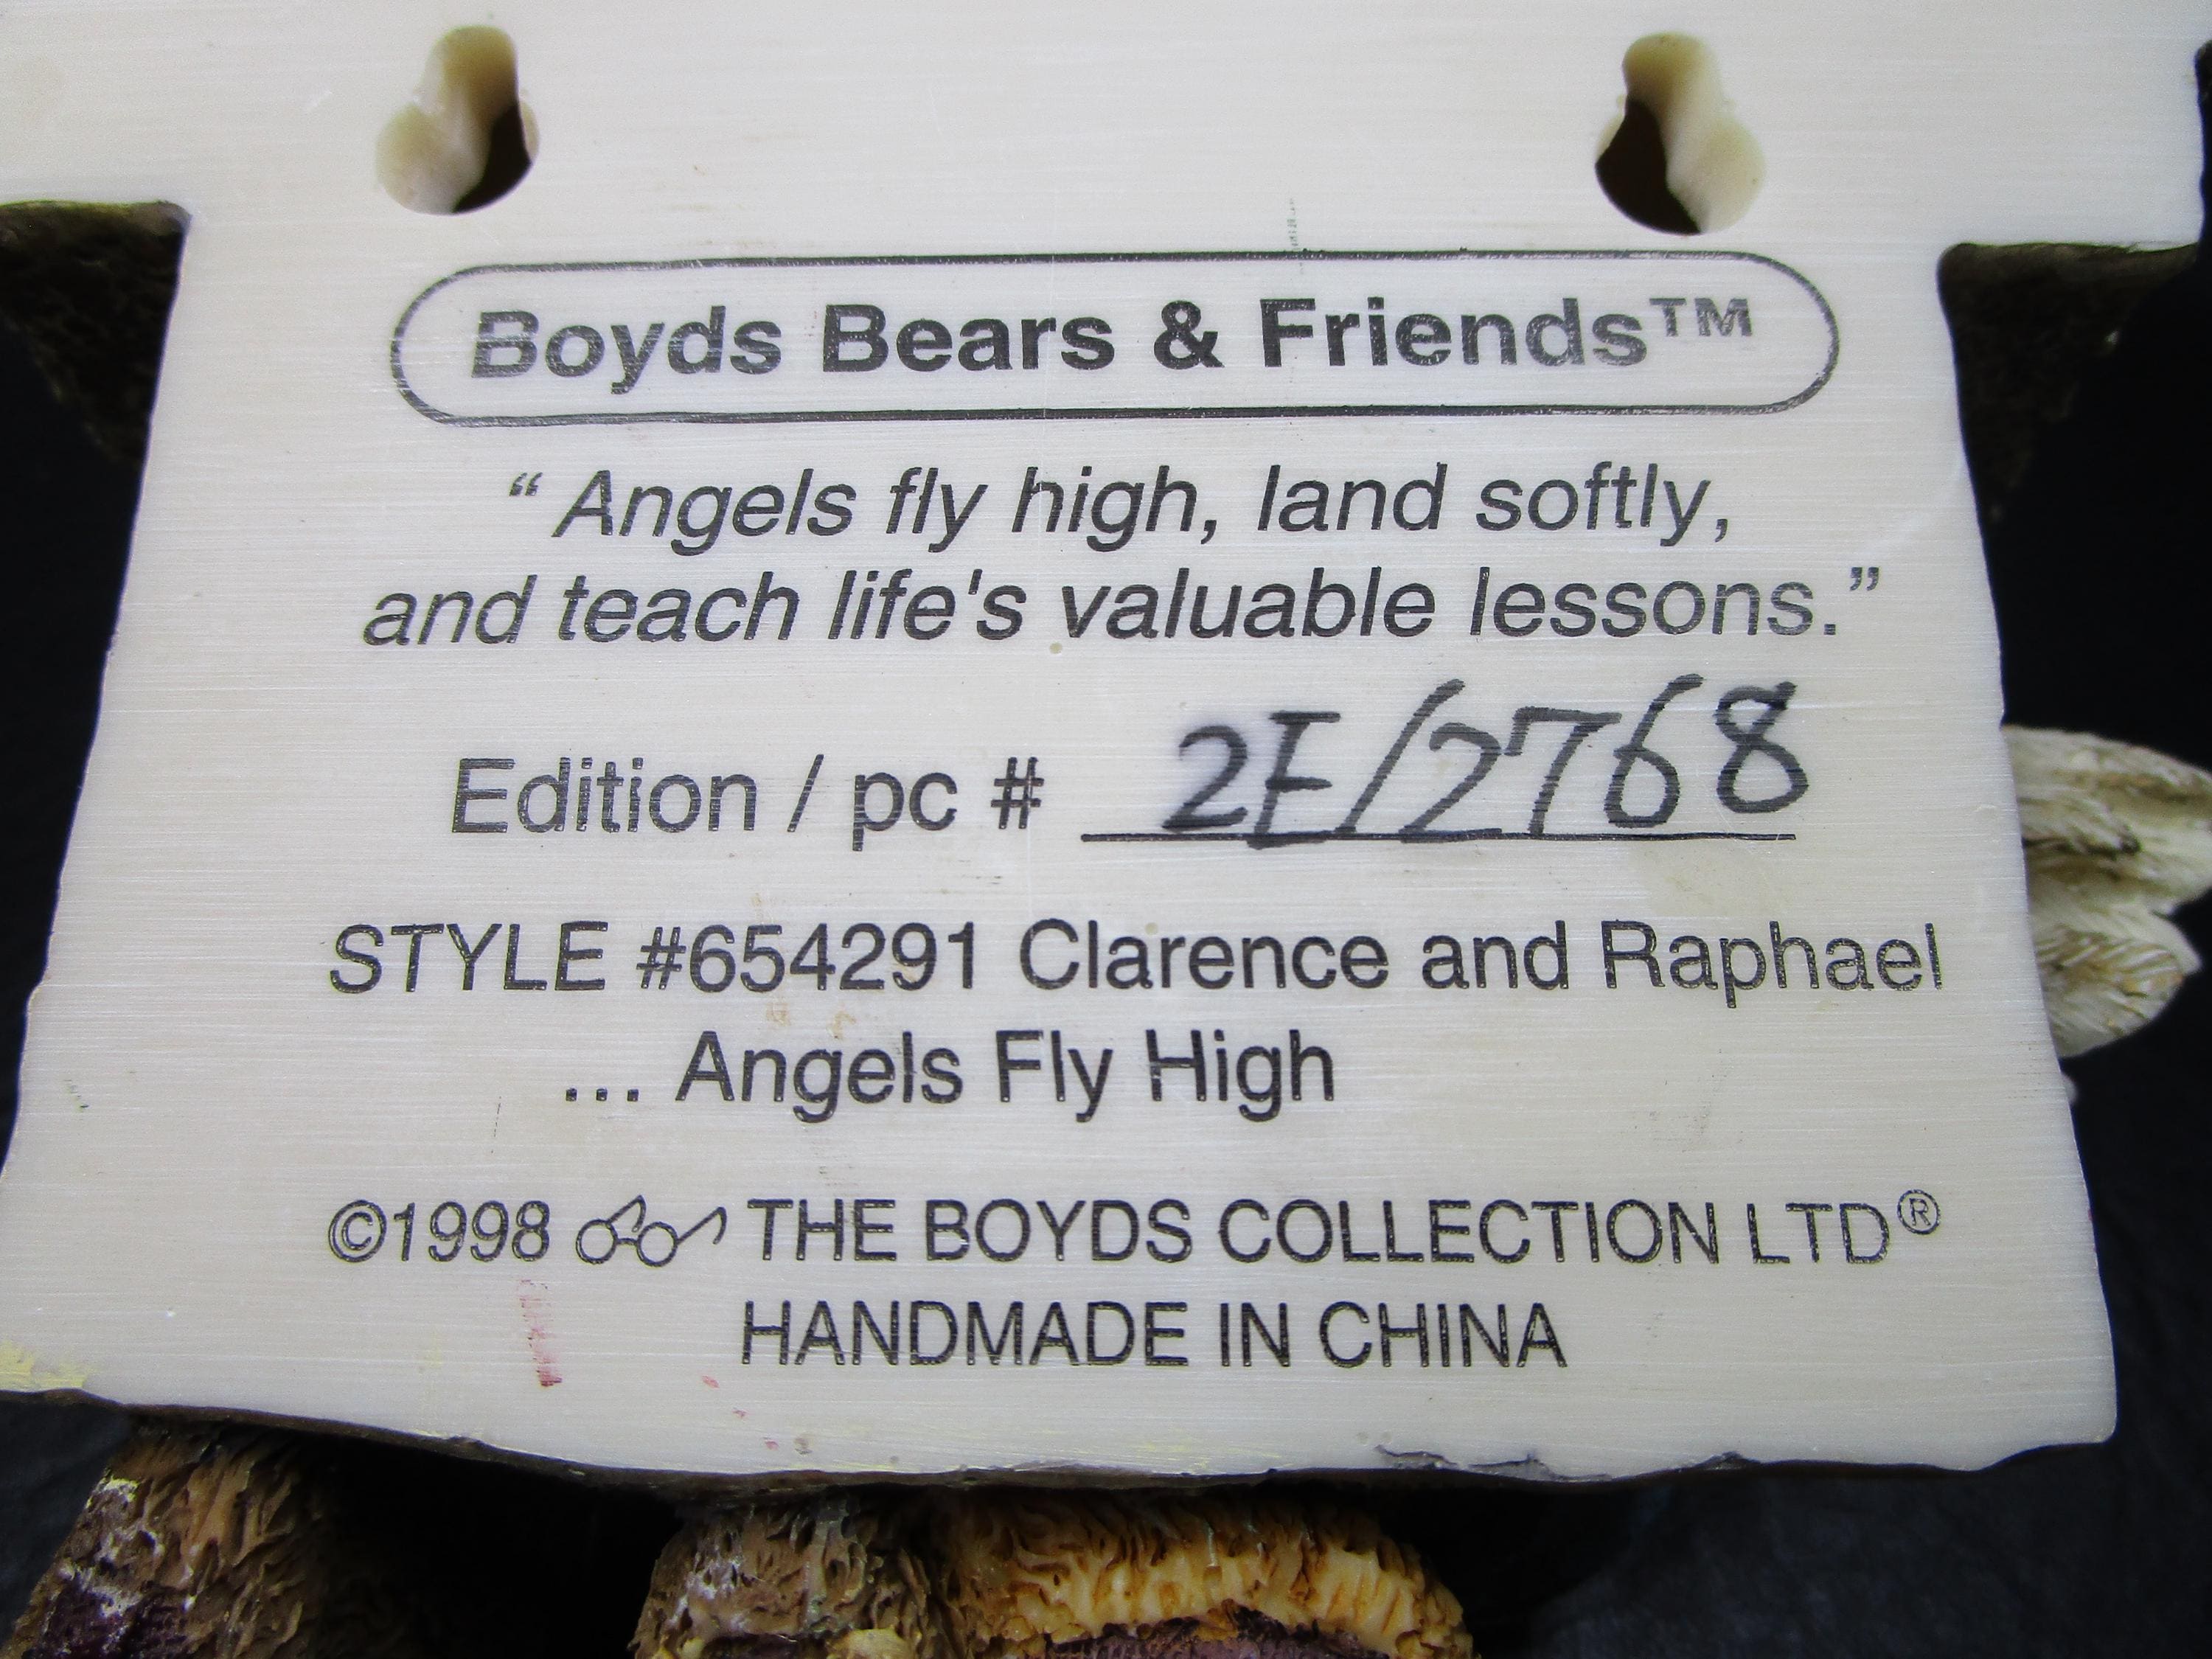 Boyds Bears & Friends™
“ Angels fly high, land softly,
and teach life's valuable lessons.”
Edition / pc # 2E/2768
STYLE #654291 Clarence and Raphael
... Angels Fly High
©1998 THE BOYDS COLLECTION LTD®
HANDMADE IN CHINA